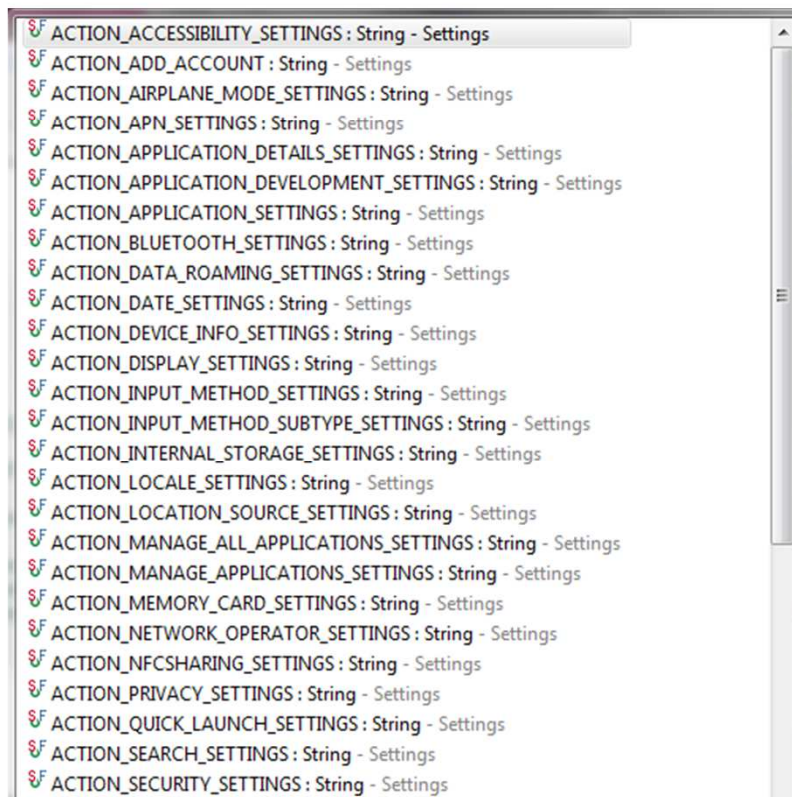 ACTION_ACCESSIBILITY_SETTINGS : String - Settings
ACTION_ADD_ACCOUNT : String - Settings
ACTION_AIRPLANE_MODE_SETTINGS : String - Settings
ACTION_APN_SETTINGS : String - Settings
ACTION_APPLICATION_DETAILS_SETTINGS : String - Settings
ACTION_APPLICATION_DEVELOPMENT_SETTINGS : String - Settings
ACTION_APPLICATION_SETTINGS : String - Settings
ACTION_BLUETOOTH_SETTINGS : String - Settings
ACTION_DATA_ROAMING_SETTINGS : String - Settings
ACTION_DATE_SETTINGS : String - Settings
ACTION_DEVICE_INFO_SETTINGS : String - Settings
ACTION_DISPLAY_SETTINGS : String - Settings
ACTION_INPUT_METHOD_SETTINGS : String - Settings
ACTION_INPUT_METHOD_SUBTYPE_SETTINGS : String - Settings
ACTION_INTERNAL_STORAGE_SETTINGS : String - Settings
ACTION_LOCALE_SETTINGS : String - Settings
ACTION_LOCATION_SOURCE_SETTINGS : String - Settings
ACTION_MANAGE_ALL_APPLICATIONS_SETTINGS : String - Settings
ACTION_MANAGE_APPLICATIONS_SETTINGS : String - Settings
ACTION_MEMORY_CARD_SETTINGS : String - Settings
ACTION_NETWORK_OPERATOR_SETTINGS : String - Settings
ACTION_NFCSHARING_SETTINGS : String - Settings
ACTION_PRIVACY_SETTINGS : String - Settings
ACTION_QUICK_LAUNCH_SETTINGS : String - Settings
ACTION_SEARCH_SETTINGS : String - Settings
ACTION_SECURITY_SETTINGS : String - Settings